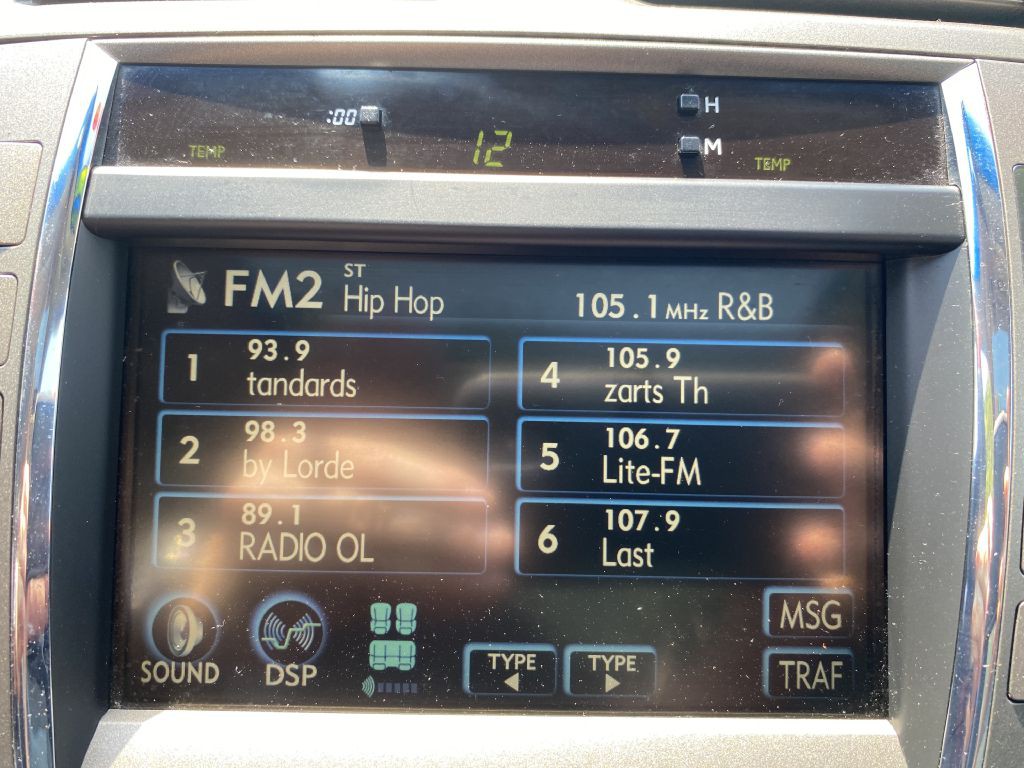 :00
H
TEMP
12
M
TEMP
FM2
ST
Hip Hop
105.1 MHz R&B
1
93.9
tandards
2
98.3
by Lorde
3
89.1
RADIO OL
4
105.9
zarts Th
5
106.7
Lite-FM
6
107.9
Last
SOUND
DSP
TYPE
TYPE
MSG
TRAF